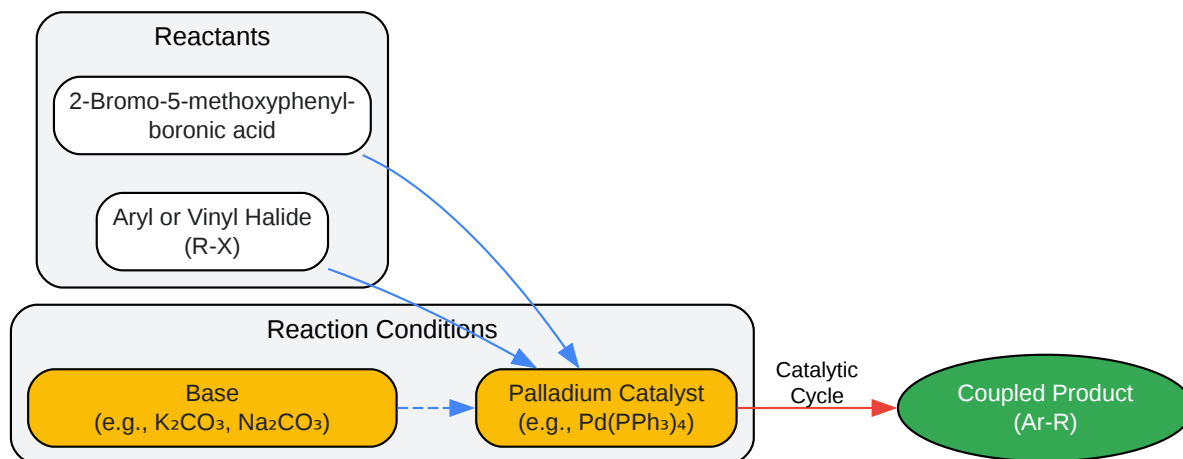 Reactants
2-Bromo-5-methoxyphenyl-
boronic acid
Aryl or Vinyl Halide
(R-X)
Reaction Conditions
Base
(e.g., K₂CO₃, Na₂CO₃)
Palladium Catalyst
(e.g., Pd(PPh₃)₄)
Catalytic
Cycle
Coupled Product
(Ar-R)